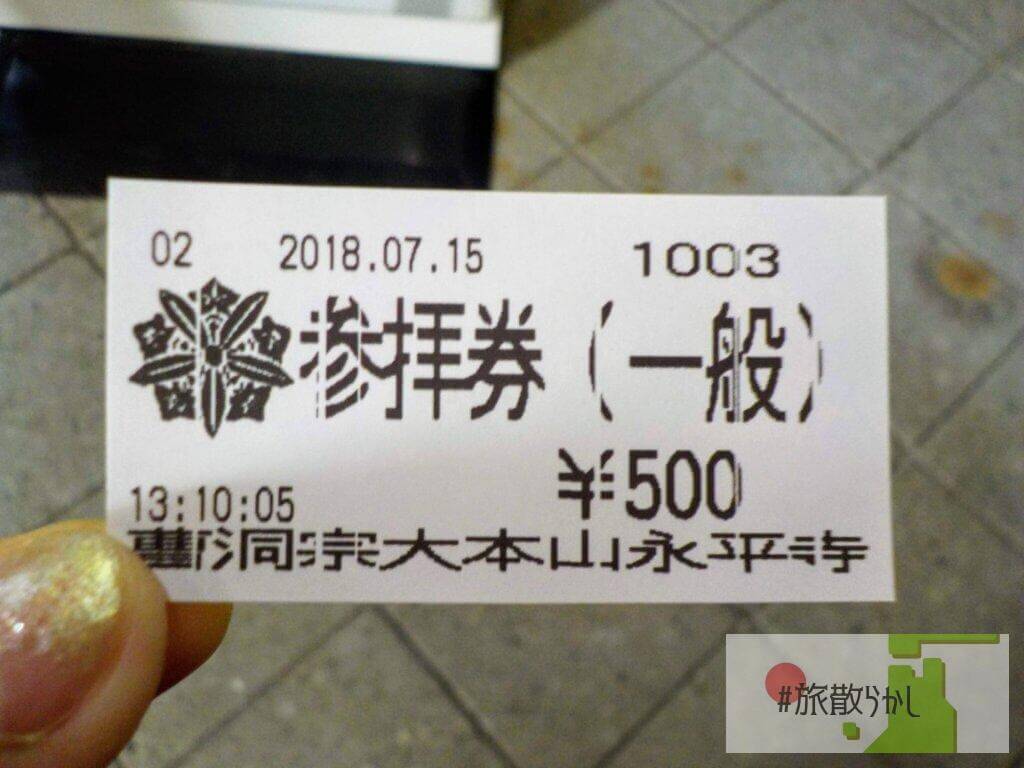 02 2018.07.15 1003
参拝券（一般）
¥500
13:10:05
曹洞宗大本山永平寺
#旅散らかし